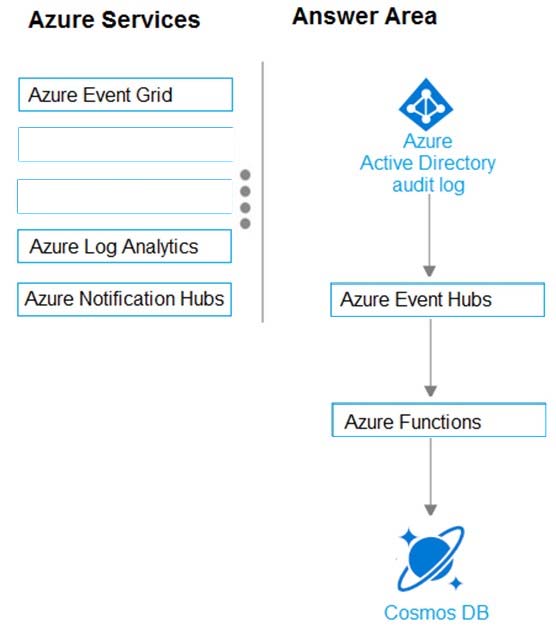 Azure Services
Answer Area
Azure Event Grid
Azure Log Analytics
Azure Notification Hubs
Azure
Active Directory
audit log
Azure Event Hubs
Azure Functions
Cosmos DB